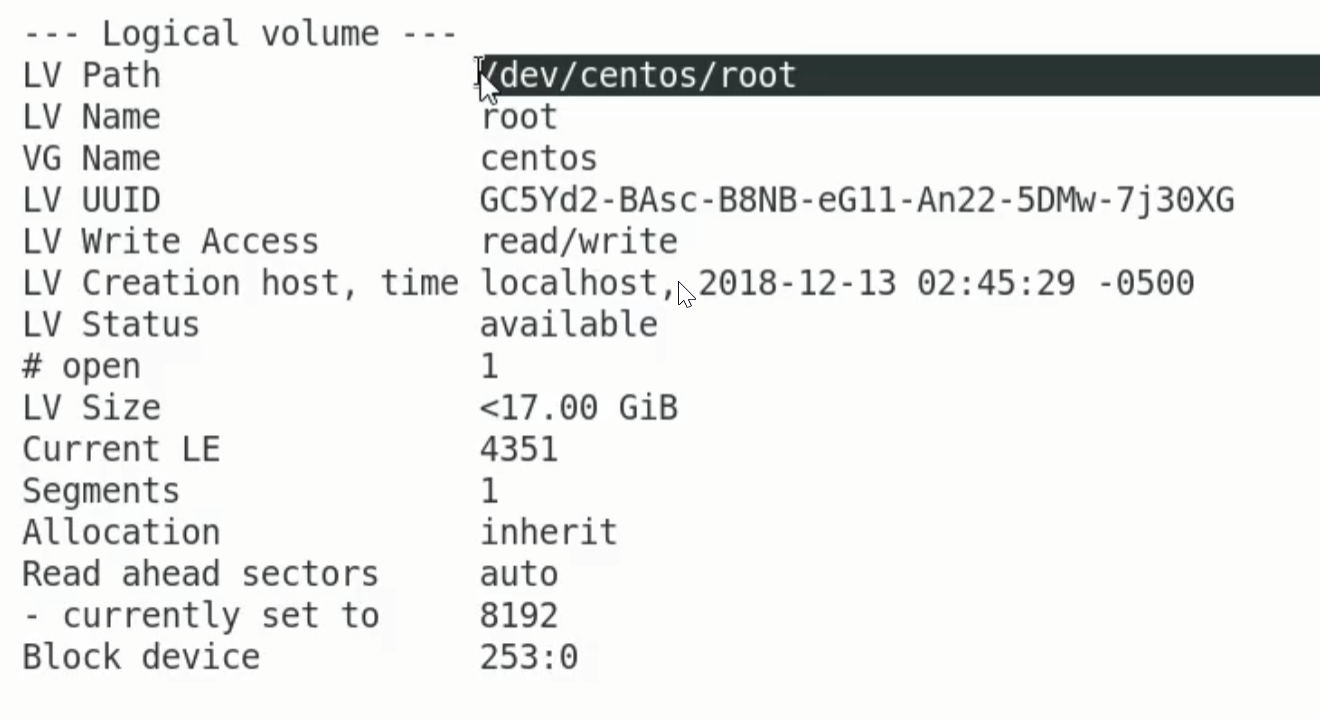 --- Logical volume ---
LV Path                /dev/centos/root
LV Name                root
VG Name                centos
LV UUID                GC5Yd2-BAsc-B8NB-eG11-An22-5DMw-7j30XG
LV Write Access        read/write
LV Creation host, time localhost, 2018-12-13 02:45:29 -0500
LV Status              available
# open                 1
LV Size                <17.00 GiB
Current LE             4351
Segments               1
Allocation             inherit
Read ahead sectors     auto
- currently set to     8192
Block device           253:0